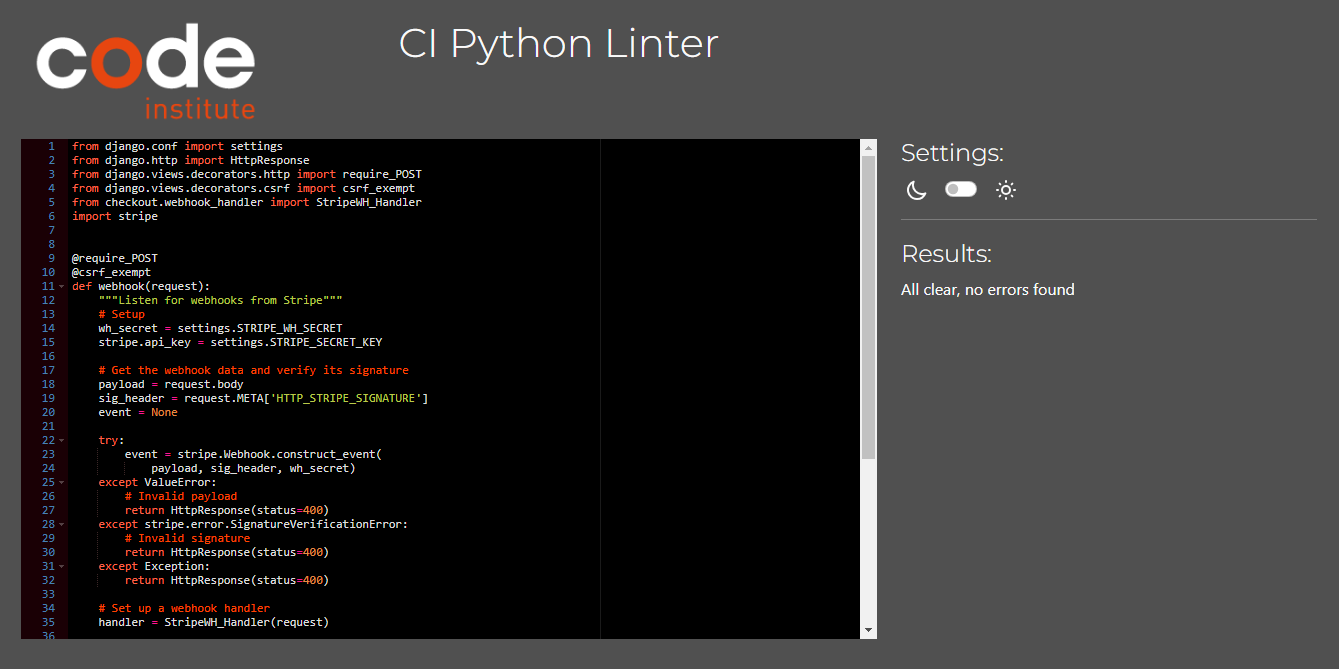 code
institute
CI Python Linter
1 from django.conf import settings
2 from django.http import HttpResponse
3 from django.views.decorators.http import require_POST
4 from django.views.decorators.csrf import csrf_exempt
5 from checkout.webhook_handler import StripeWH_Handler
6 import stripe
7
8
9 @require_POST
10 @csrf_exempt
11 def webhook(request):
12     """Listen for webhooks from Stripe"""
13     # Setup
14     wh_secret = settings.STRIPE_WH_SECRET
15     stripe.api_key = settings.STRIPE_SECRET_KEY
16
17     # Get the webhook data and verify its signature
18     payload = request.body
19     sig_header = request.META['HTTP_STRIPE_SIGNATURE']
20     event = None
21
22     try:
23         event = stripe.Webhook.construct_event(
24             payload, sig_header, wh_secret)
25     except ValueError:
26         # Invalid payload
27         return HttpResponse(status=400)
28     except stripe.error.SignatureVerificationError:
29         # Invalid signature
30         return HttpResponse(status=400)
31     except Exception:
32         return HttpResponse(status=400)
33
34     # Set up a webhook handler
35     handler = StripeWH_Handler(request)
36
Settings:
Results:
All clear, no errors found